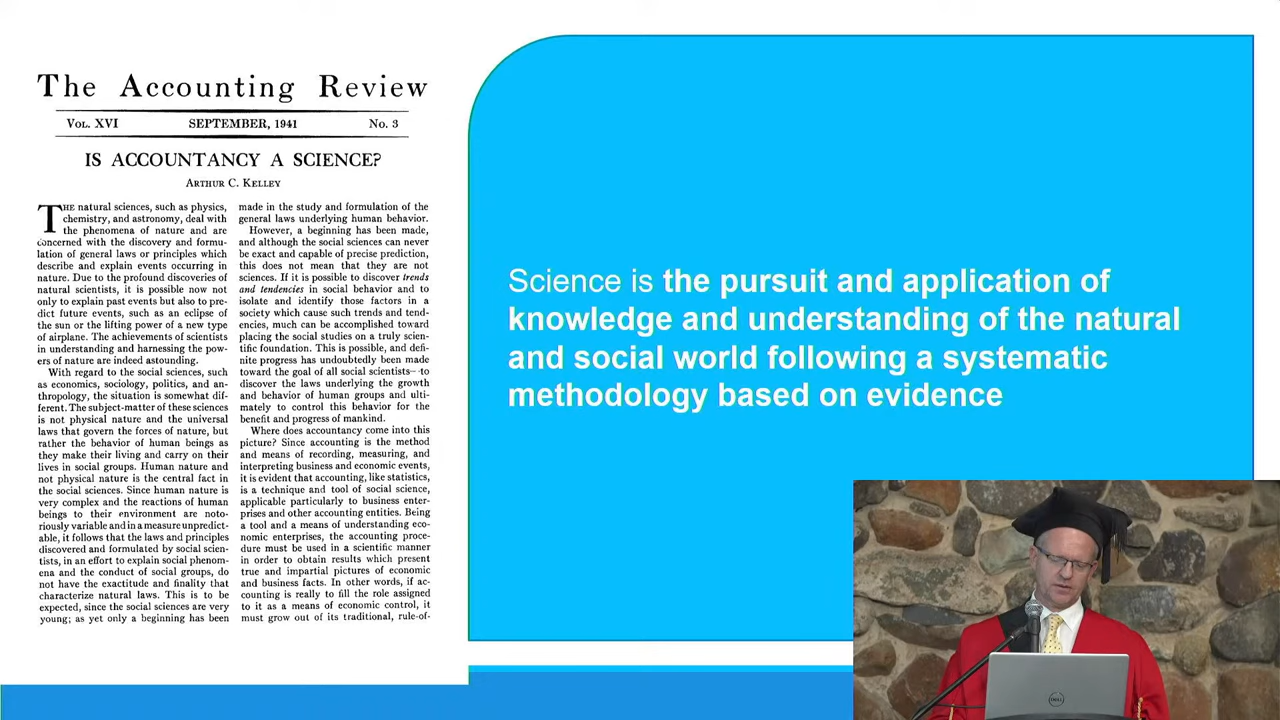 The Accounting Review
VOL. XVI SEPTEMBER, 1941 No. 3
IS ACCOUNTANCY A SCIENCE?
ARTHUR C. KELLEY
THE natural sciences, such as physics,
chemistry, and astronomy, deal with
the phenomena of nature and are
concerned with the discovery and formu-
lation of general laws or principles which
describe and explain events occurring in
nature. Due to the profound discoveries of
natural scientists, it is possible now not
only to explain past events but also to pre-
dict future events, such as an eclipse of
the sun or the lifting power of a new type
of airplane. The achievements of scientists
in understanding and harnessing the pow-
ers of nature are indeed astounding.
With regard to the social sciences, such
as economics, sociology, politics, and an-
thropology, the situation is somewhat dif-
ferent. The subject-matter of these sciences
is not physical nature and the universal
laws that govern the forces of nature, but
rather the behavior of human beings as
they make their living and carry on their
lives in social groups. Human nature and
not physical nature is the central fact in
the social sciences. Since human nature is
very complex and the reactions of human
beings to their environment are noto-
riously variable and in a measure unpredict-
able, it follows that the laws and principles
discovered and formulated by social scien-
tists, in an effort to explain social phenom-
ena and the conduct of social groups, do
not have the exactitude and finality that
characterize natural laws. This is to be
expected, since the social sciences are very
young; as yet only a beginning has been
made in the study and formulation of the
general laws underlying human behavior.
However, a beginning has been made,
and although the social sciences can never
be exact and capable of precise prediction,
this does not mean that they are not
sciences. If it is possible to discover trends
and tendencies in social behavior and to
isolate and identify those factors in a
society which cause such trends and tend-
encies, much can be accomplished toward
placing the social studies on a truly scien-
tific foundation. This is possible, and defi-
nite progress has undoubtedly been made
toward the goal of all social scientists—to
discover the laws underlying the growth
and behavior of human groups and ulti-
mately to control this behavior for the
benefit and progress of mankind.
Where does accountancy come into this
picture? Since accounting is the method
and means of recording, measuring, and
interpreting business and economic events,
it is evident that accounting, like statistics,
is a technique and tool of social science,
applicable particularly to business enter-
prises and other accounting entities. Being
a tool and a means of understanding eco-
nomic enterprises, the accounting proce-
dure must be used in a scientific manner
in order to obtain results which present
true and impartial pictures of economic
and business facts. In other words, if ac-
counting is really to fill the role assigned
to it as a means of economic control, it
must grow out of its traditional, rule-of-
Science is the pursuit and application of
knowledge and understanding of the natural
and social world following a systematic
methodology based on evidence
DELL